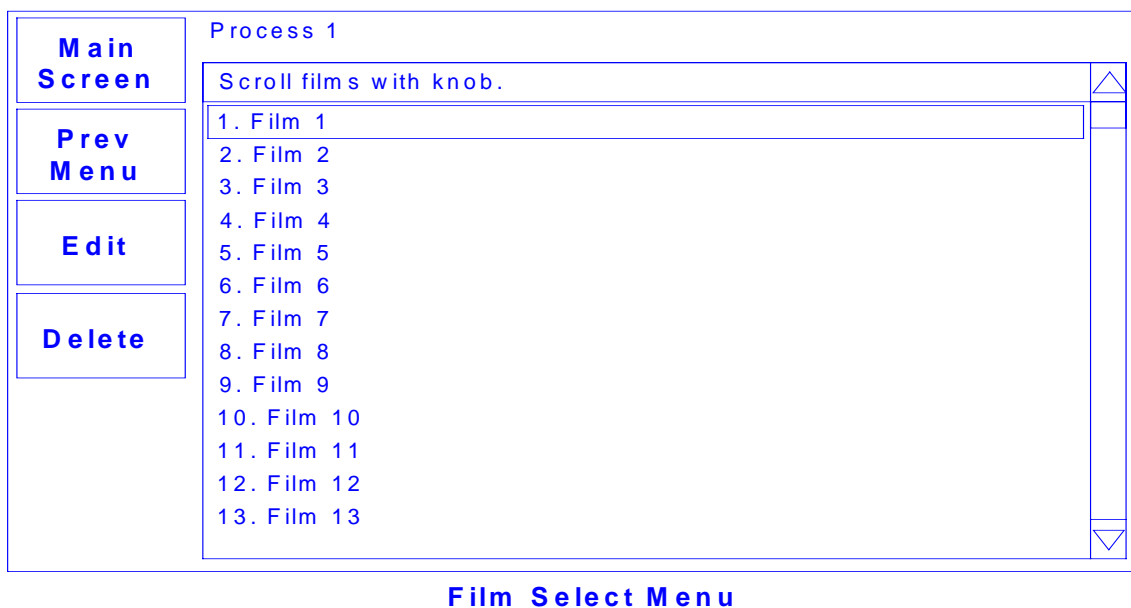 Main
Screen
Prev
Menu
Edit
Delete
Process 1
Scroll films with knob.
1. Film 1
2. Film 2
3. Film 3
4. Film 4
5. Film 5
6. Film 6
7. Film 7
8. Film 8
9. Film 9
10. Film 10
11. Film 11
12. Film 12
13. Film 13
Film Select Menu